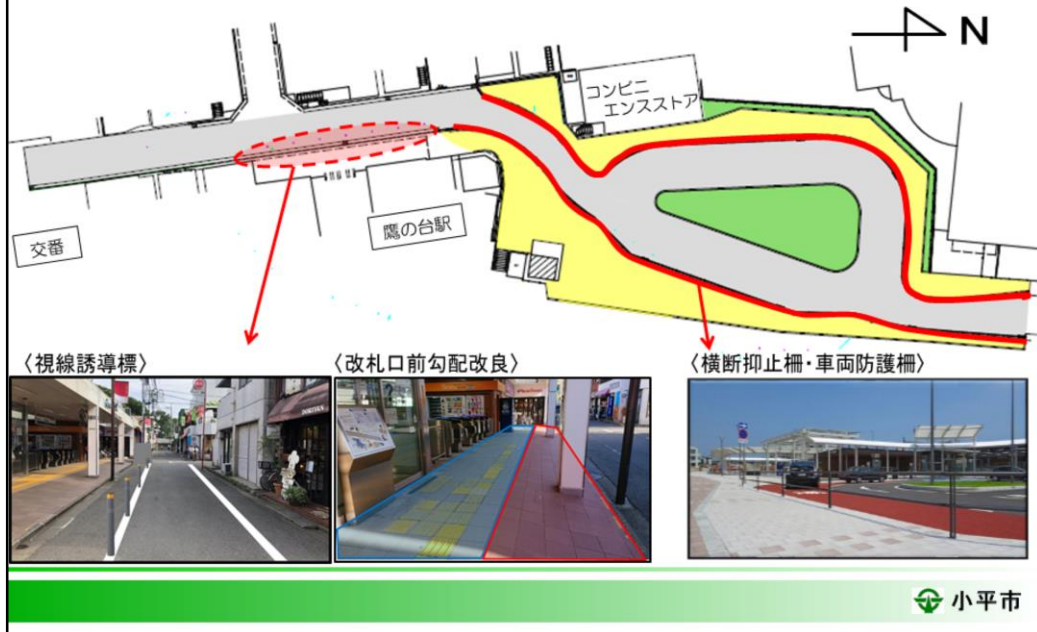 N
コンビニ
エンスストア
交番
鷹の台駅
〈視線誘導標〉
〈改札口前勾配改良〉
〈横断抑止柵・車両防護柵〉
小平市